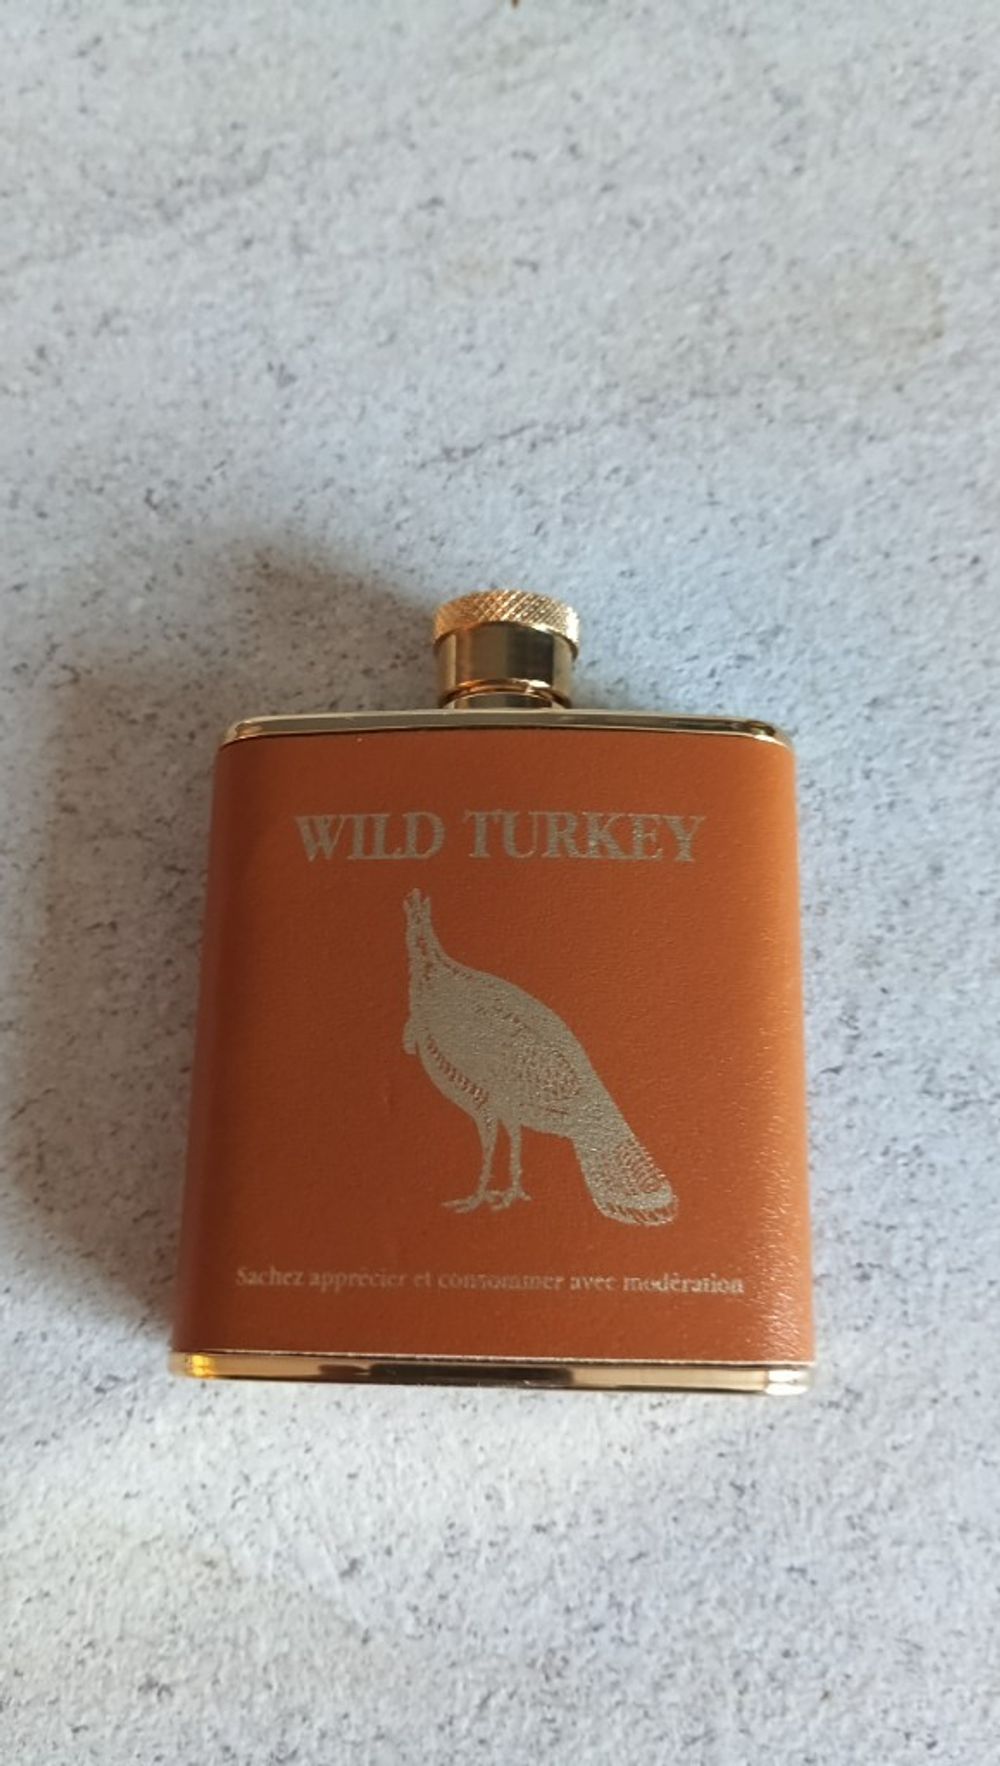 WILD TURKEY
Sachez apprécier et consommer avec modération